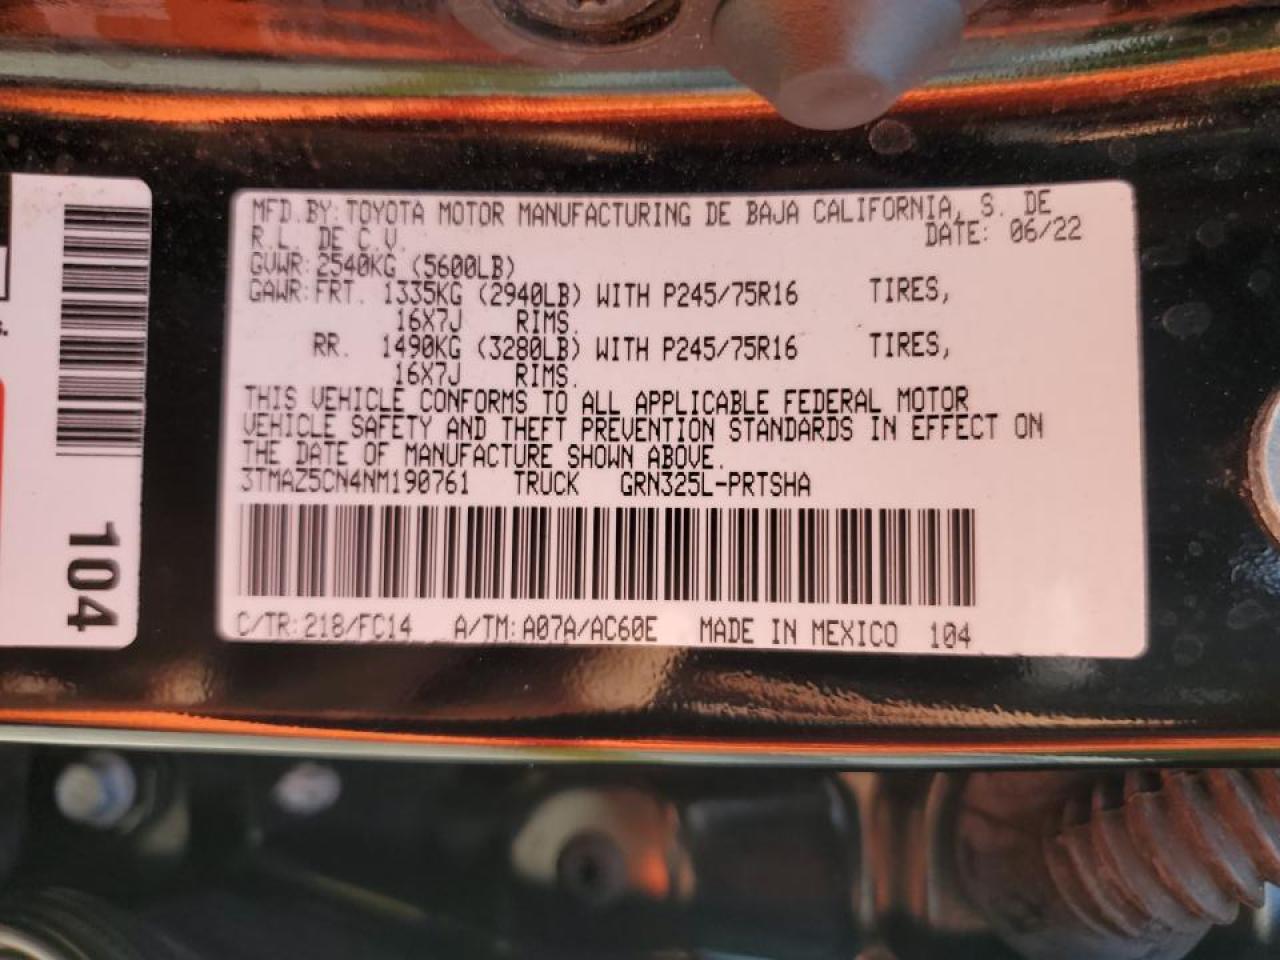 MFD.BY:TOYOTA MOTOR MANUFACTURING DE BAJA CALIFORNIA, S. DE
R.L. DE C.V. DATE: 06/22
GVWR:2540KG (5600LB)
GAWR:FRT. 1335KG (2940LB) WITH P245/75R16 TIRES,
16X7J RIMS.
RR. 1490KG (3280LB) WITH P245/75R16 TIRES,
16X7J RIMS.
THIS VEHICLE CONFORMS TO ALL APPLICABLE FEDERAL MOTOR
VEHICLE SAFETY AND THEFT PREVENTION STANDARDS IN EFFECT ON
THE DATE OF MANUFACTURE SHOWN ABOVE.
3TMAZ5CN4NM190761 TRUCK GRN325L-PRTSHA
C/TR:218/FC14 A/TM:A07A/AC60E MADE IN MEXICO 104
104